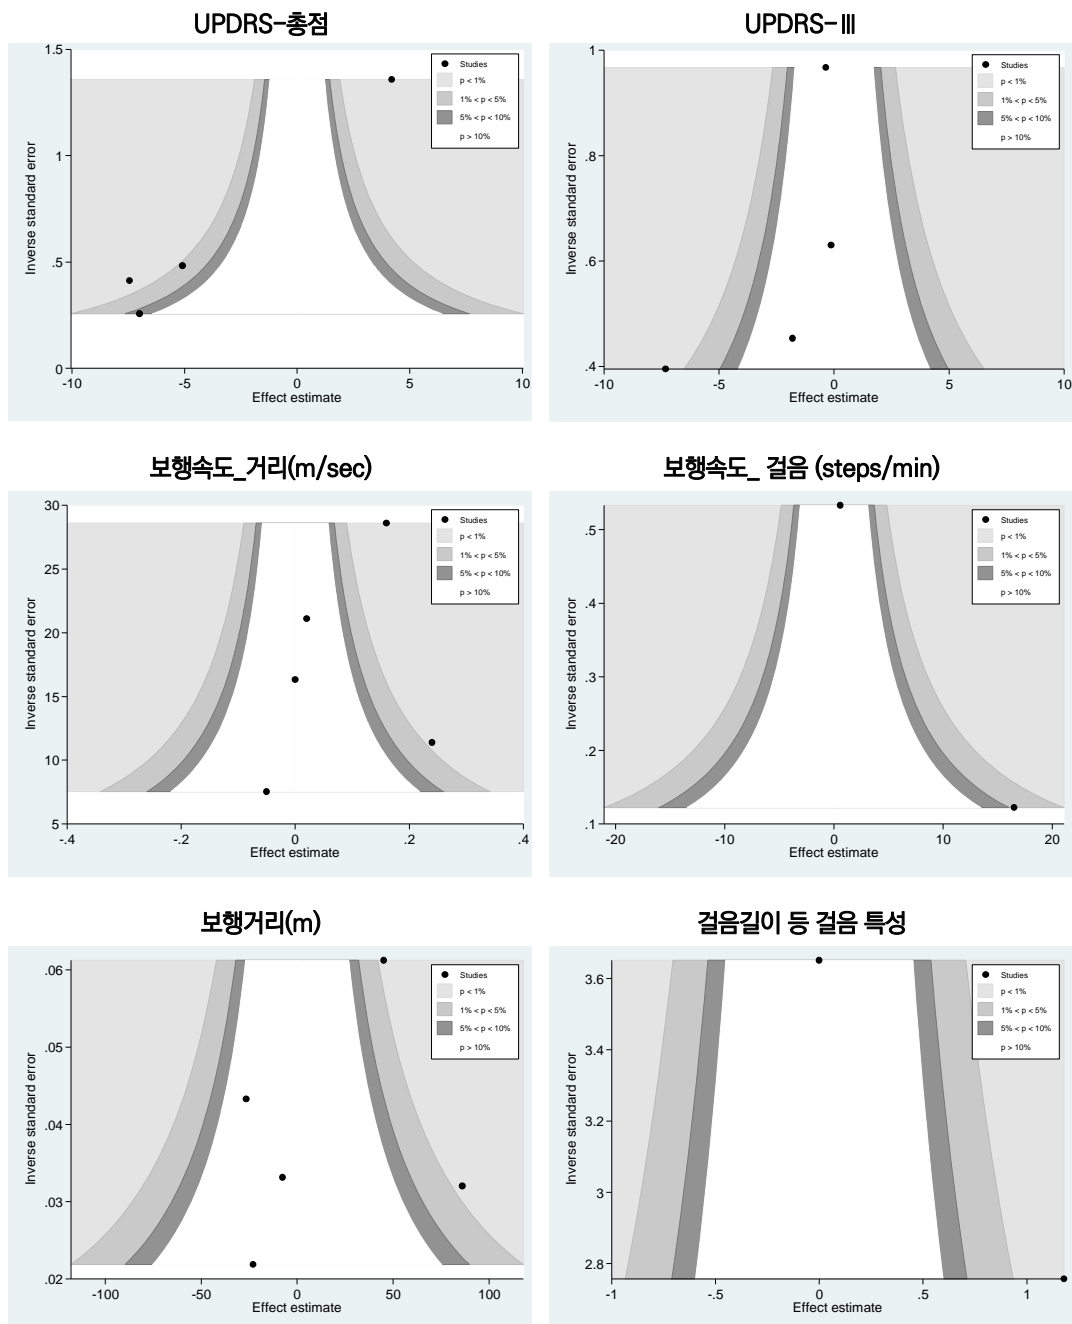 UPDRS-총점
1.5
1
.5
0
-10
-5
0
5
10
Inverse standard error
Effect estimate
Studies
p < 1%
1% < p < 5%
5% < p < 10%
p > 10%
UPDRS-Ⅲ
1
.8
.6
.4
-10
-5
0
5
10
Inverse standard error
Effect estimate
Studies
p < 1%
1% < p < 5%
5% < p < 10%
p > 10%
보행속도_거리(m/sec)
30
25
20
15
10
5
-.4
-.2
0
.2
.4
Inverse standard error
Effect estimate
Studies
p < 1%
1% < p < 5%
5% < p < 10%
p > 10%
보행속도_ 걸음 (steps/min)
.5
.4
.3
.2
.1
-20
-10
0
10
20
Inverse standard error
Effect estimate
Studies
p < 1%
1% < p < 5%
5% < p < 10%
p > 10%
보행거리(m)
.06
.05
.04
.03
.02
-100
-50
0
50
100
Inverse standard error
Effect estimate
Studies
p < 1%
1% < p < 5%
5% < p < 10%
p > 10%
걸음길이 등 걸음 특성
3.6
3.4
3.2
3
2.8
-1
-.5
0
.5
1
Inverse standard error
Effect estimate
Studies
p < 1%
1% < p < 5%
5% < p < 10%
p > 10%